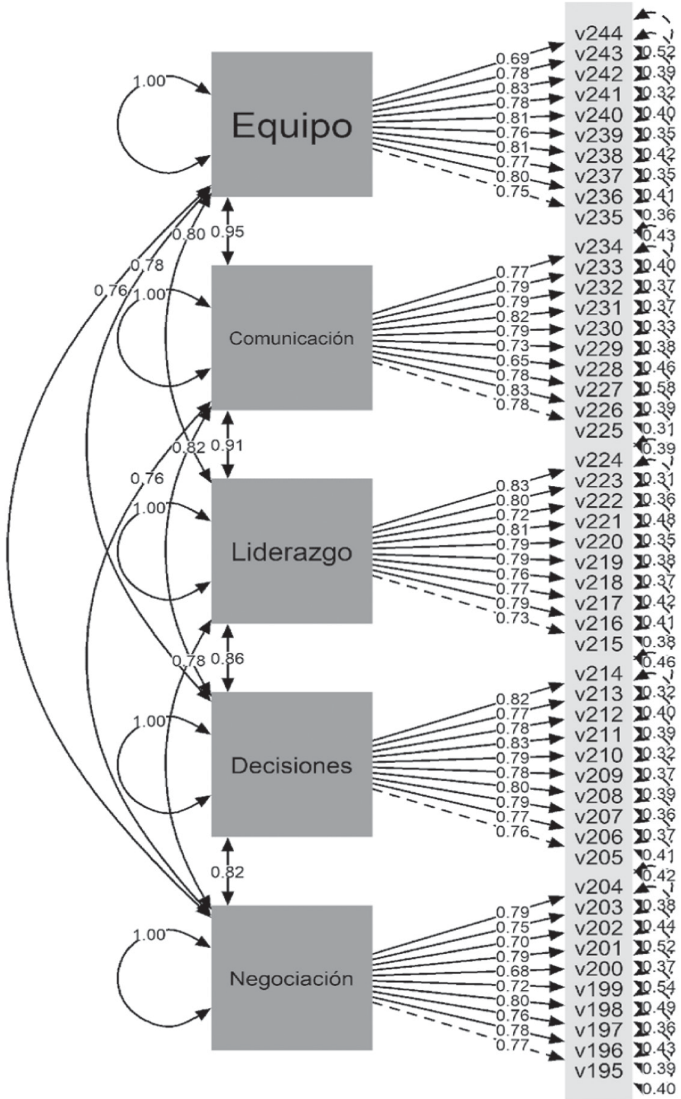 v244
0.69
1.00
v243
0.52
0.78
v242
0.39
0.83
v241
0.32
0.78
Equipo
v240
0.40
0.81
v239
0.35
0.76
v238
0.42
0.81
v237
0.35
0.77
v236
0.41
0.80
v235
0.36
0.75
0.80
0.95
0.43
v234
0.78
0.77
v233
0.40
0.76
1.00
0.79
v232
0.37
0.79
v231
0.37
0.82
Comunicación
v230
0.33
0.79
v229
0.38
0.73
v228
0.46
0.65
v227
0.58
0.78
v226
0.39
0.83
v225
0.31
0.78
0.82
0.91
0.39
v224
0.76
0.83
v223
0.31
1.00
0.80
v222
0.36
0.72
v221
0.48
0.81
Liderazgo
v220
0.35
0.79
v219
0.38
0.79
v218
0.37
0.76
v217
0.42
0.77
v216
0.41
0.79
v215
0.38
0.73
0.78
0.86
0.46
v214
0.82
v213
0.32
1.00
0.77
v212
0.40
0.78
v211
0.39
0.83
Decisiones
v210
0.32
0.79
v209
0.37
0.78
v208
0.39
0.80
v207
0.36
0.79
v206
0.37
0.77
v205
0.41
0.76
0.82
0.42
v204
0.79
v203
0.38
1.00
0.75
v202
0.44
0.70
v201
0.52
0.79
Negociación
v200
0.37
0.68
v199
0.54
0.72
v198
0.49
0.80
v197
0.36
0.76
v196
0.43
0.78
v195
0.39
0.77
0.40